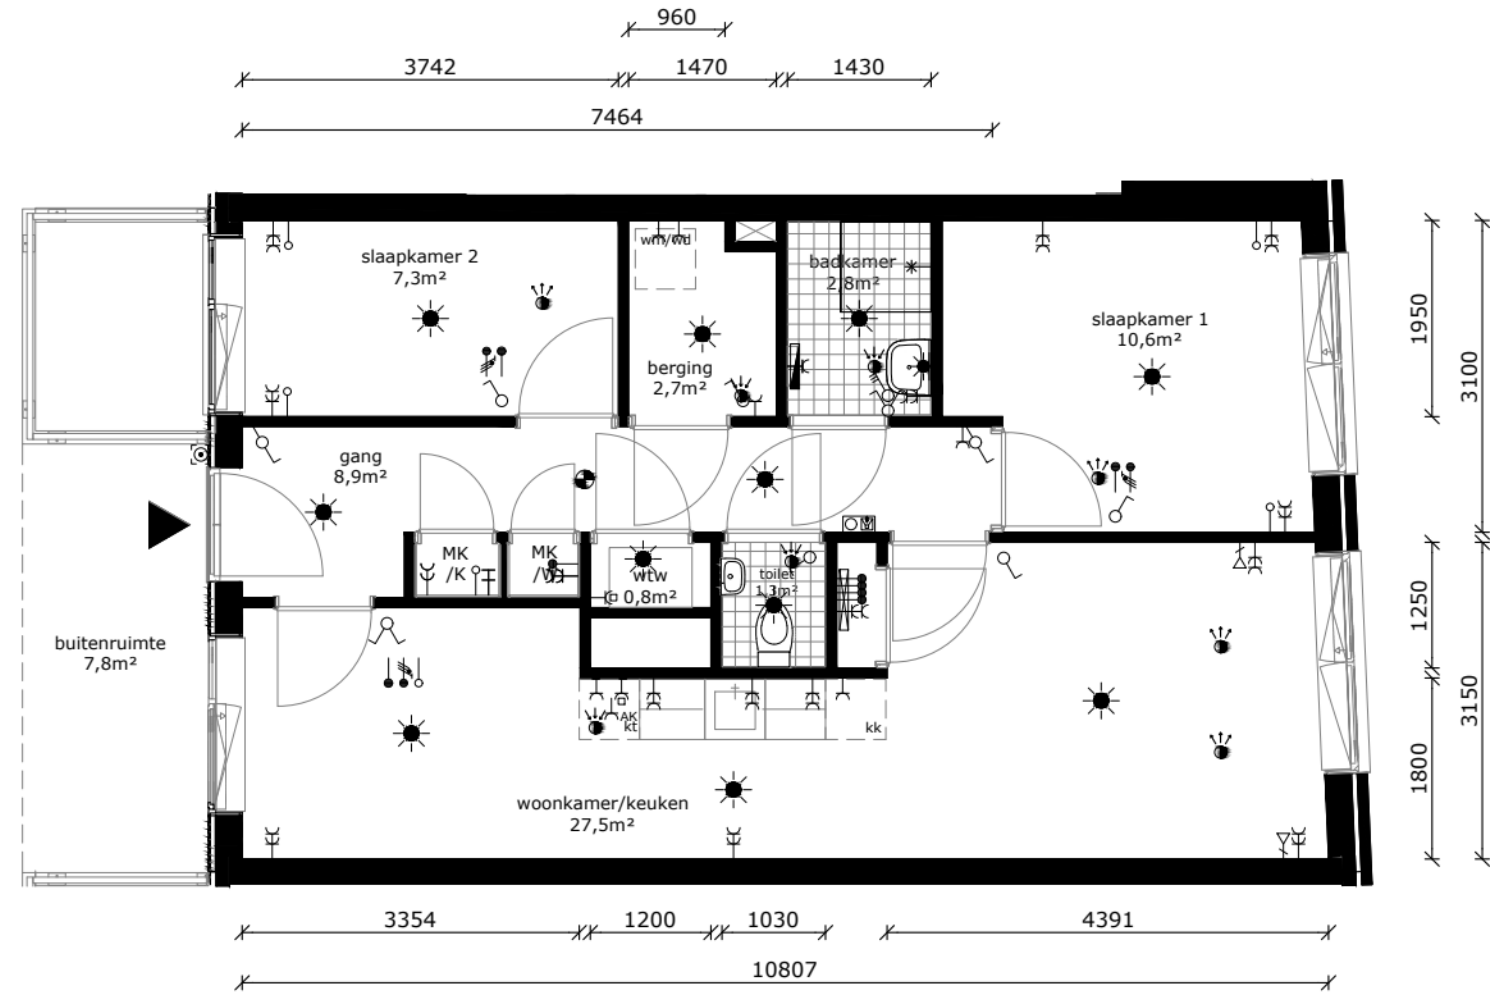 960
3742
1470
1430
7464
wm/wd
slaapkamer 2
7,3m²
badkamer
2,8m²
slaapkamer 1
10,6m²
berging
2,7m²
1950
3100
gang
8,9m²
MK
/K
MK
/W
wtw
0,8m²
toilet
1,3m²
buitenruimte
7,8m²
1250
3150
1800
AK
kt
kk
woonkamer/keuken
27,5m²
3354
1200
1030
4391
10807